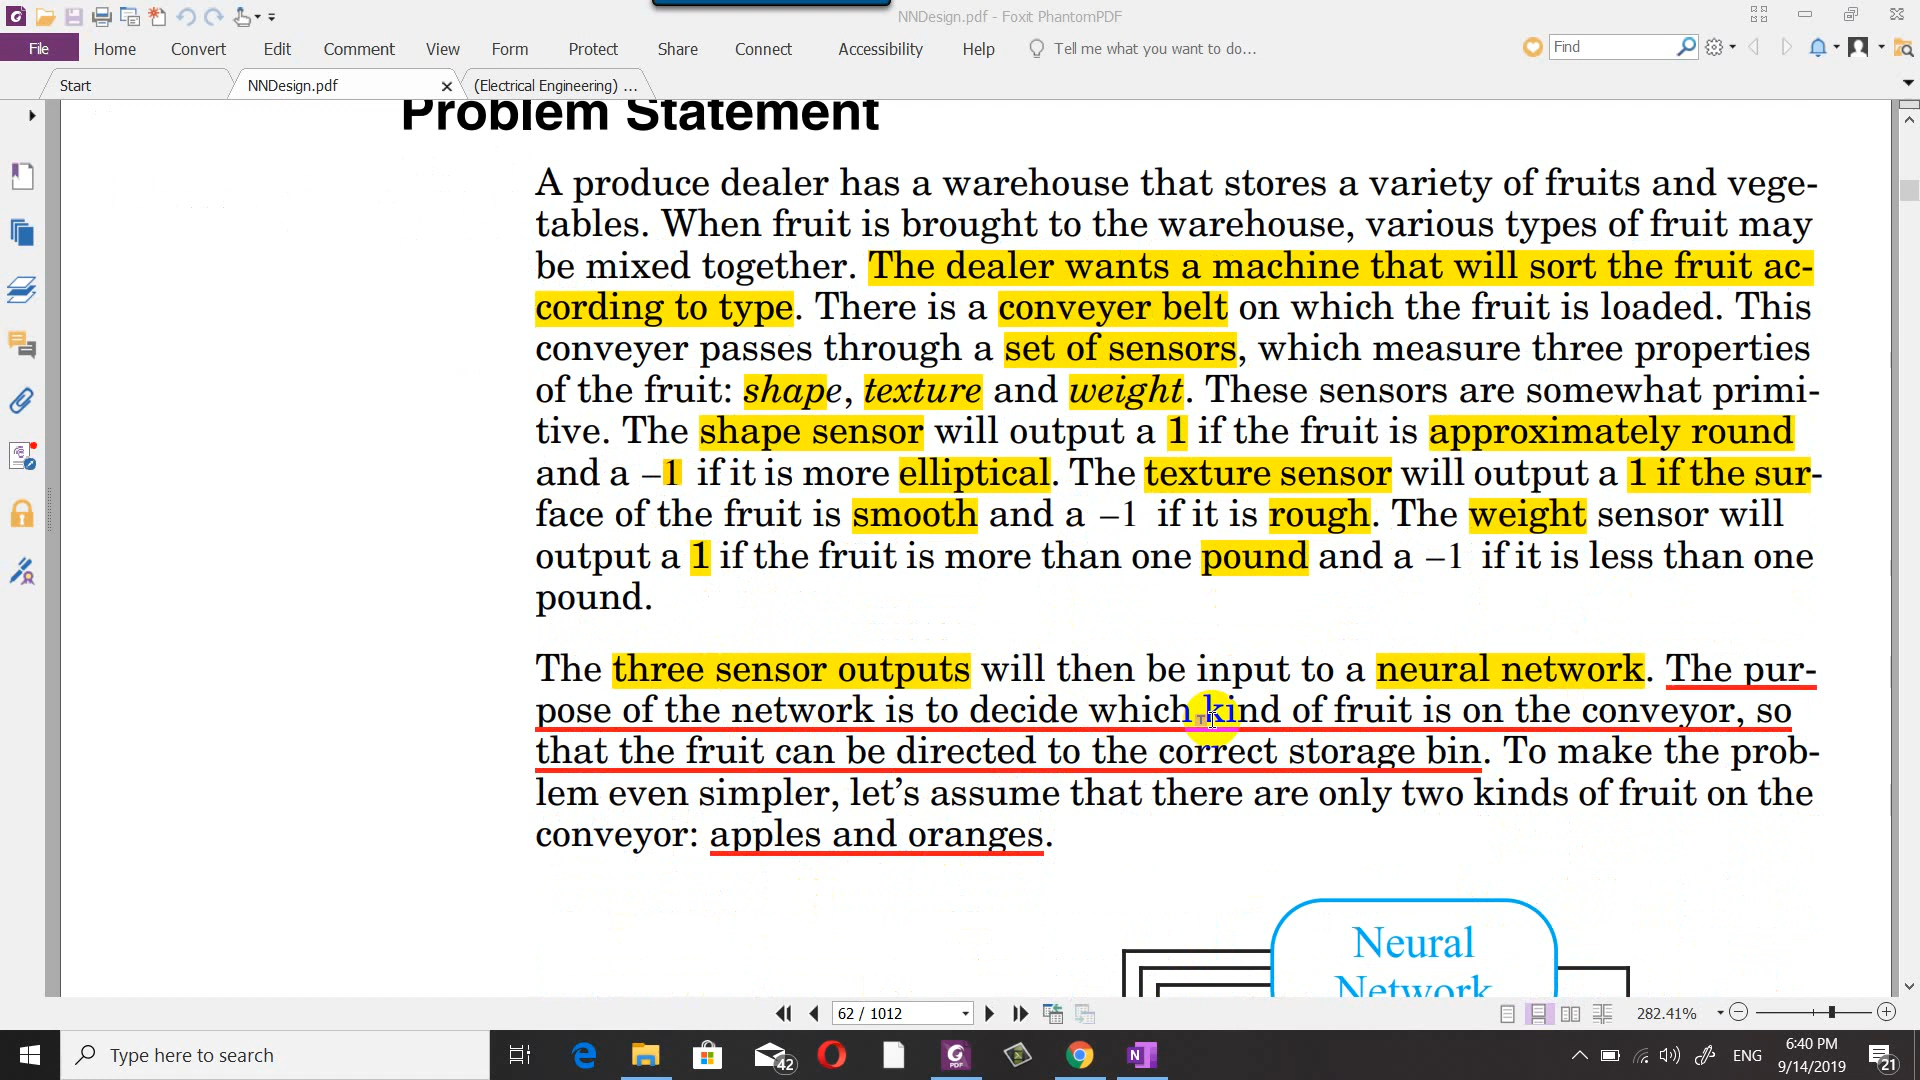 NNDesign.pdf - Foxit PhantomPDF
File Home Convert Edit Comment View Form Protect Share Connect Accessibility Help Tell me what you want to do... Find
Start NNDesign.pdf (Electrical Engineering) ...
Problem Statement
A produce dealer has a warehouse that stores a variety of fruits and vege-
tables. When fruit is brought to the warehouse, various types of fruit may
be mixed together. The dealer wants a machine that will sort the fruit ac-
cording to type. There is a conveyer belt on which the fruit is loaded. This
conveyer passes through a set of sensors, which measure three properties
of the fruit: shape, texture and weight. These sensors are somewhat primi-
tive. The shape sensor will output a 1 if the fruit is approximately round
and a –1 if it is more elliptical. The texture sensor will output a 1 if the sur-
face of the fruit is smooth and a –1 if it is rough. The weight sensor will
output a 1 if the fruit is more than one pound and a –1 if it is less than one
pound.
The three sensor outputs will then be input to a neural network. The pur-
pose of the network is to decide which kind of fruit is on the conveyor, so
that the fruit can be directed to the correct storage bin. To make the prob-
lem even simpler, let’s assume that there are only two kinds of fruit on the
conveyor: apples and oranges.
Neural
Network
62 / 1012 282.41%
Type here to search 42 ENG 6:40 PM
9/14/2019 21